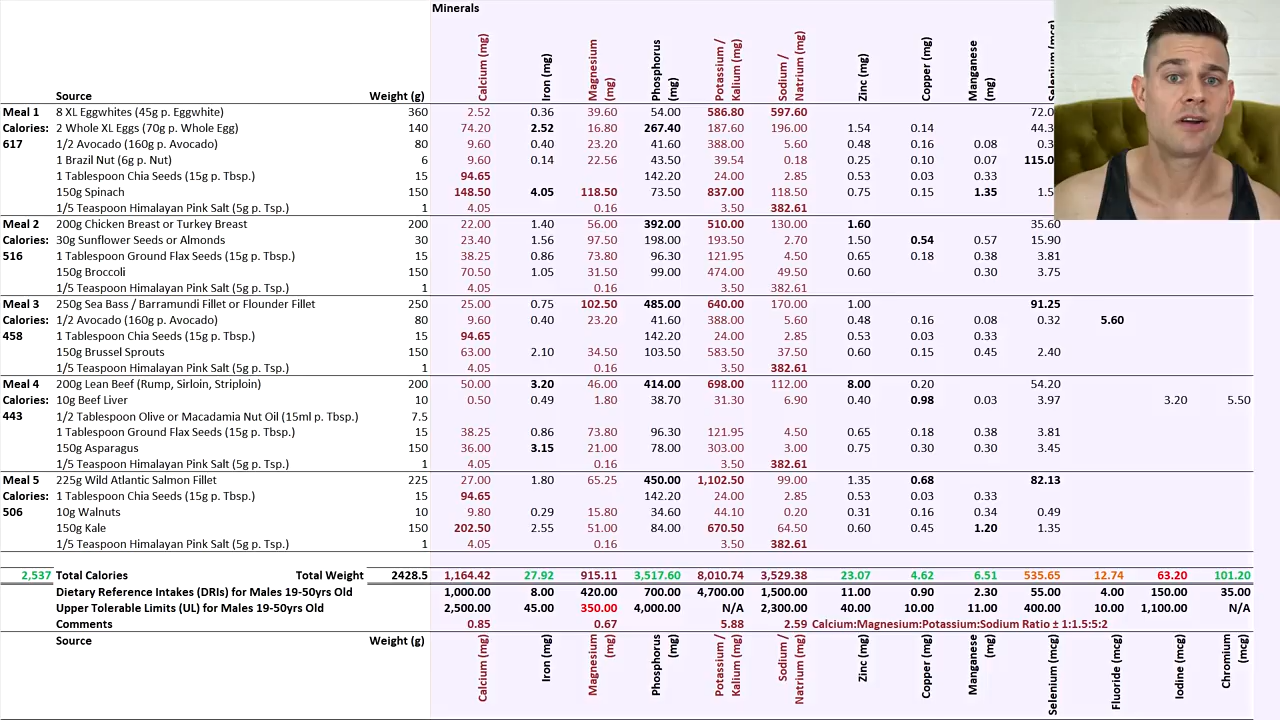 Minerals
Source Weight (g) Calcium (mg) Iron (mg) Magnesium (mg) Phosphorus (mg) Potassium / Kalium (mg) Sodium / Natrium (mg) Zinc (mg) Copper (mg) Manganese (mg) Selenium (mcg)
Meal 1 8 XL Eggwhites (45g p. Eggwhite) 360 2.52 0.36 39.60 54.00 586.80 597.60 72.0
Calories: 2 Whole XL Eggs (70g p. Whole Egg) 140 74.20 2.52 16.80 267.40 187.60 196.00 1.54 0.14 44.3
617 1/2 Avocado (160g p. Avocado) 80 9.60 0.40 23.20 41.60 388.00 5.60 0.48 0.16 0.08 0.3
1 Brazil Nut (6g p. Nut) 6 9.60 0.14 22.56 43.50 39.54 0.18 0.25 0.10 0.07 115.0
1 Tablespoon Chia Seeds (15g p. Tbsp.) 15 94.65 142.20 24.00 2.85 0.53 0.03 0.33
150g Spinach 150 148.50 4.05 118.50 73.50 837.00 118.50 0.75 0.15 1.35 1.5
1/5 Teaspoon Himalayan Pink Salt (5g p. Tsp.) 1 4.05 0.16 3.50 382.61
Meal 2 200g Chicken Breast or Turkey Breast 200 22.00 1.40 56.00 392.00 510.00 130.00 1.60 35.60
Calories: 30g Sunflower Seeds or Almonds 30 23.40 1.56 97.50 198.00 193.50 2.70 1.50 0.54 0.57 15.90
516 1 Tablespoon Ground Flax Seeds (15g p. Tbsp.) 15 38.25 0.86 73.80 96.30 121.95 4.50 0.65 0.18 0.38 3.81
150g Broccoli 150 70.50 1.05 31.50 99.00 474.00 49.50 0.60 0.30 3.75
1/5 Teaspoon Himalayan Pink Salt (5g p. Tsp.) 1 4.05 0.16 3.50 382.61
Meal 3 250g Sea Bass / Barramundi Fillet or Flounder Fillet 250 25.00 0.75 102.50 485.00 640.00 170.00 1.00 91.25
Calories: 1/2 Avocado (160g p. Avocado) 80 9.60 0.40 23.20 41.60 388.00 5.60 0.48 0.16 0.08 0.32 5.60
458 1 Tablespoon Chia Seeds (15g p. Tbsp.) 15 94.65 142.20 24.00 2.85 0.53 0.03 0.33
150g Brussel Sprouts 150 63.00 2.10 34.50 103.50 583.50 37.50 0.60 0.15 0.45 2.40
1/5 Teaspoon Himalayan Pink Salt (5g p. Tsp.) 1 4.05 0.16 3.50 382.61
Meal 4 200g Lean Beef (Rump, Sirloin, Striploin) 200 50.00 3.20 46.00 414.00 698.00 112.00 8.00 0.20 54.20
Calories: 10g Beef Liver 10 0.50 0.49 1.80 38.70 31.30 6.90 0.40 0.98 0.03 3.97 3.20 5.50
443 1/2 Tablespoon Olive or Macadamia Nut Oil (15ml p. Tbsp.) 7.5
1 Tablespoon Ground Flax Seeds (15g p. Tbsp.) 15 38.25 0.86 73.80 96.30 121.95 4.50 0.65 0.18 0.38 3.81
150g Asparagus 150 36.00 3.15 21.00 78.00 303.00 3.00 0.75 0.30 0.30 3.45
1/5 Teaspoon Himalayan Pink Salt (5g p. Tsp.) 1 4.05 0.16 3.50 382.61
Meal 5 225g Wild Atlantic Salmon Fillet 225 27.00 1.80 65.25 450.00 1,102.50 99.00 1.35 0.68 82.13
Calories: 1 Tablespoon Chia Seeds (15g p. Tbsp.) 15 94.65 142.20 24.00 2.85 0.53 0.03 0.33
506 10g Walnuts 10 9.80 0.29 15.80 34.60 44.10 0.20 0.31 0.16 0.34 0.49
150g Kale 150 202.50 2.55 51.00 84.00 670.50 64.50 0.60 0.45 1.20 1.35
1/5 Teaspoon Himalayan Pink Salt (5g p. Tsp.) 1 4.05 0.16 3.50 382.61
2,537 Total Calories Total Weight 2428.5 1,164.42 27.92 915.11 3,517.60 8,010.74 3,529.38 23.07 4.62 6.51 535.65 12.74 63.20 101.20
Dietary Reference Intakes (DRIs) for Males 19-50yrs Old 1,000.00 8.00 420.00 700.00 4,700.00 1,500.00 11.00 0.90 2.30 55.00 4.00 150.00 35.00
Upper Tolerable Limits (UL) for Males 19-50yrs Old 2,500.00 45.00 350.00 4,000.00 N/A 2,300.00 40.00 10.00 11.00 400.00 10.00 1,100.00 N/A
Comments 0.85 0.67 5.88 2.59 Calcium:Magnesium:Potassium:Sodium Ratio ± 1:1.5:5:2
Source Weight (g) Calcium (mg) Iron (mg) Magnesium (mg) Phosphorus (mg) Potassium / Kalium (mg) Sodium / Natrium (mg) Zinc (mg) Copper (mg) Manganese (mg) Selenium (mcg) Fluoride (mcg) Iodine (mcg) Chromium (mcg)